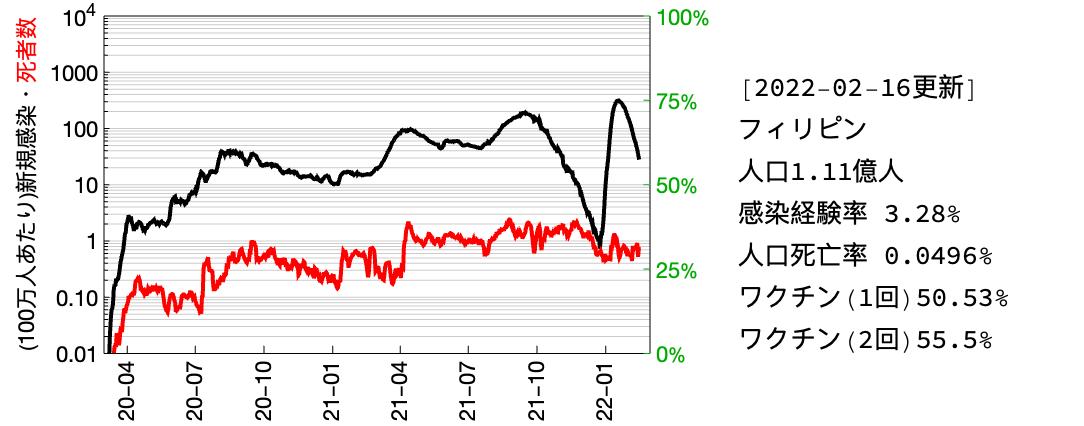 (100万人あたり)新規感染・死者数
10^4
1000
100
10
1
0.10
0.01
100%
75%
50%
25%
0%
20-04
20-07
20-10
21-01
21-04
21-07
21-10
22-01
[2022-02-16更新]
フィリピン
人口1.11億人
感染経験率 3.28%
人口死亡率 0.0496%
ワクチン(1回)50.53%
ワクチン(2回)55.5%